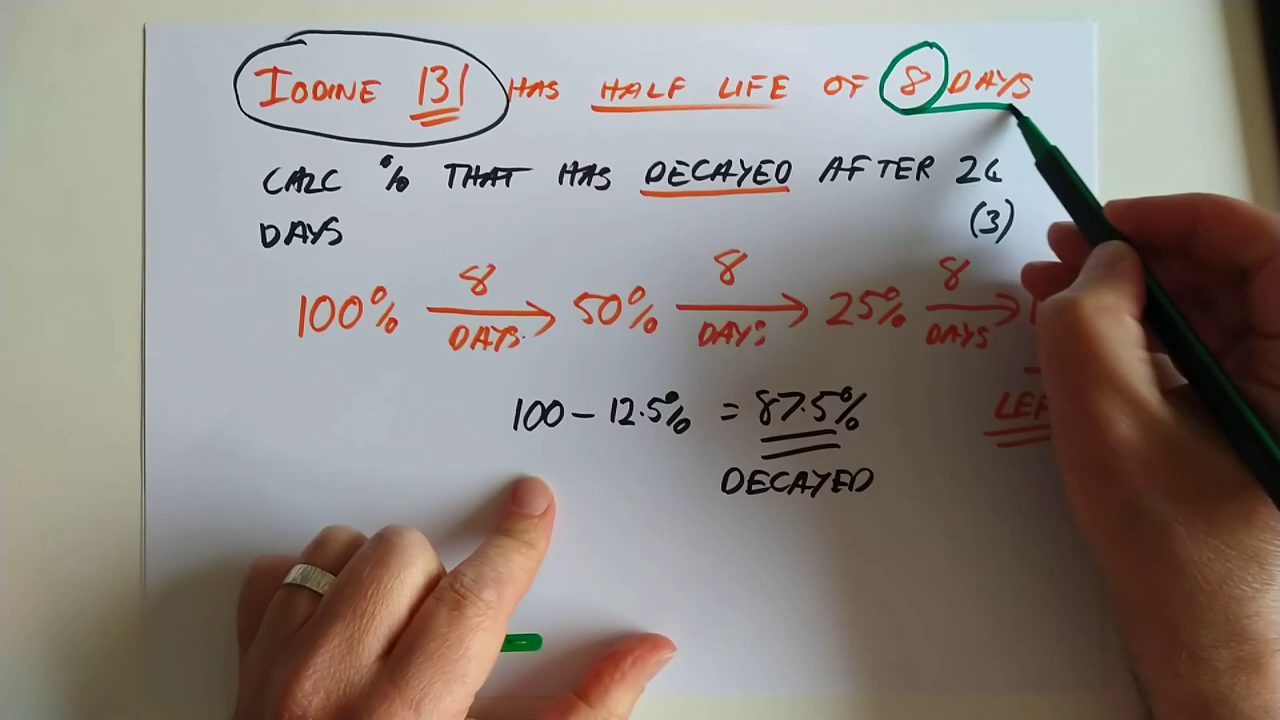 IODINE 131 HAS HALF LIFE OF 8 DAYS
CALC % THAT HAS DECAYED AFTER 24
DAYS (3)
8 8 8
100% 50% 25%
DAYS DAYS DAYS
100 - 12.5% = 87.5%
DECAYED